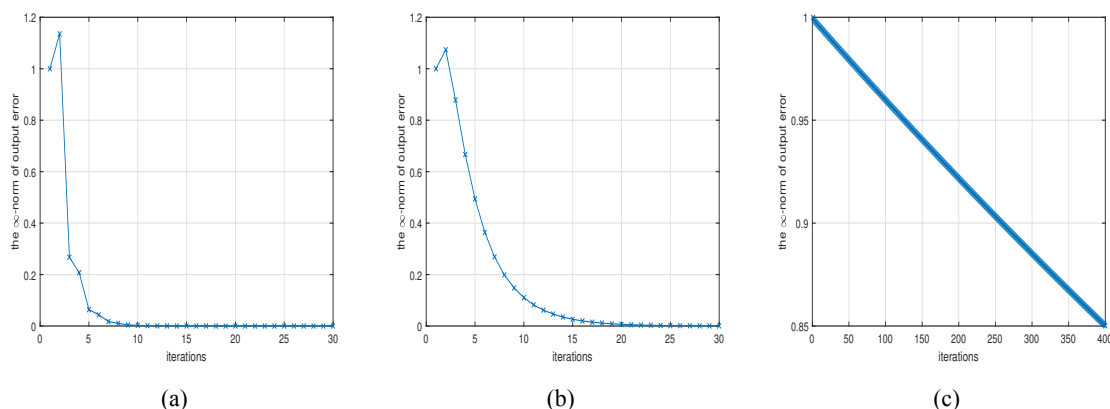 the ∞-norm of output error
1.2
1
0.8
0.6
0.4
0.2
0
0 5 10 15 20 25 30
iterations
(a)
the ∞-norm of output error
1.2
1
0.8
0.6
0.4
0.2
0
0 5 10 15 20 25 30
iterations
(b)
the ∞-norm of output error
1
0.95
0.9
0.85
0 50 100 150 200 250 300 350 400
iterations
(c)